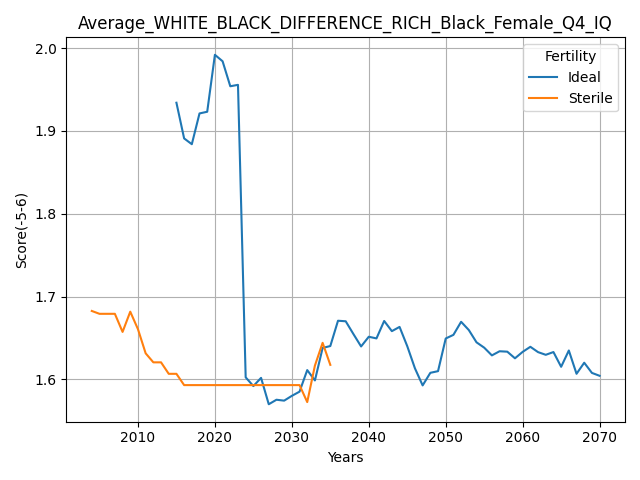 Average_WHITE_BLACK_DIFFERENCE_RICH_Black_Female_Q4_IQ
Fertility
Ideal
Sterile
2.0
1.9
1.8
1.7
1.6
Score(-5-6)
2010 2020 2030 2040 2050 2060 2070
Years